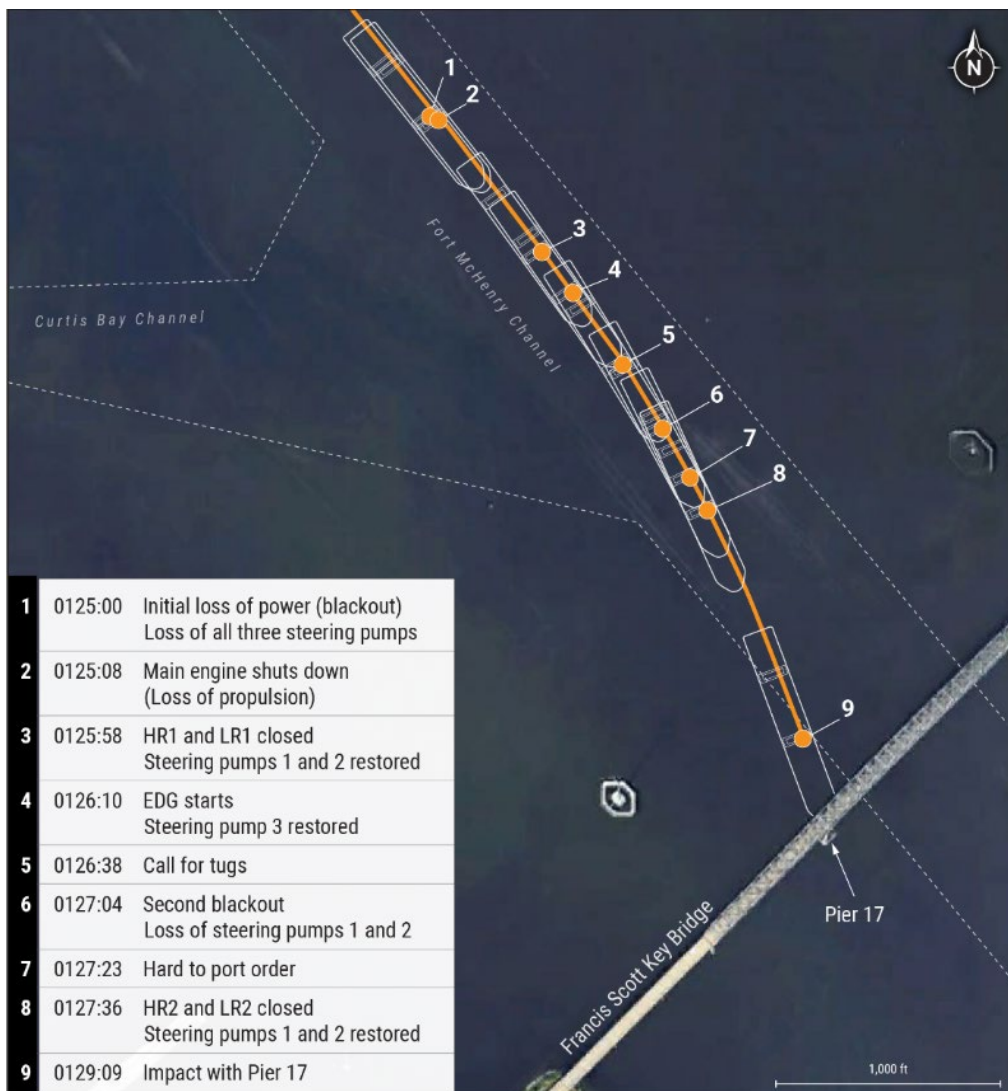 N
1
2
3
4
5
6
7
8
9
Fort McHenry Channel
Curtis Bay Channel
Pier 17
Francis Scott Key Bridge
1,000 ft
1 0125:00 Initial loss of power (blackout)
Loss of all three steering pumps
2 0125:08 Main engine shuts down
(Loss of propulsion)
3 0125:58 HR1 and LR1 closed
Steering pumps 1 and 2 restored
4 0126:10 EDG starts
Steering pump 3 restored
5 0126:38 Call for tugs
6 0127:04 Second blackout
Loss of steering pumps 1 and 2
7 0127:23 Hard to port order
8 0127:36 HR2 and LR2 closed
Steering pumps 1 and 2 restored
9 0129:09 Impact with Pier 17